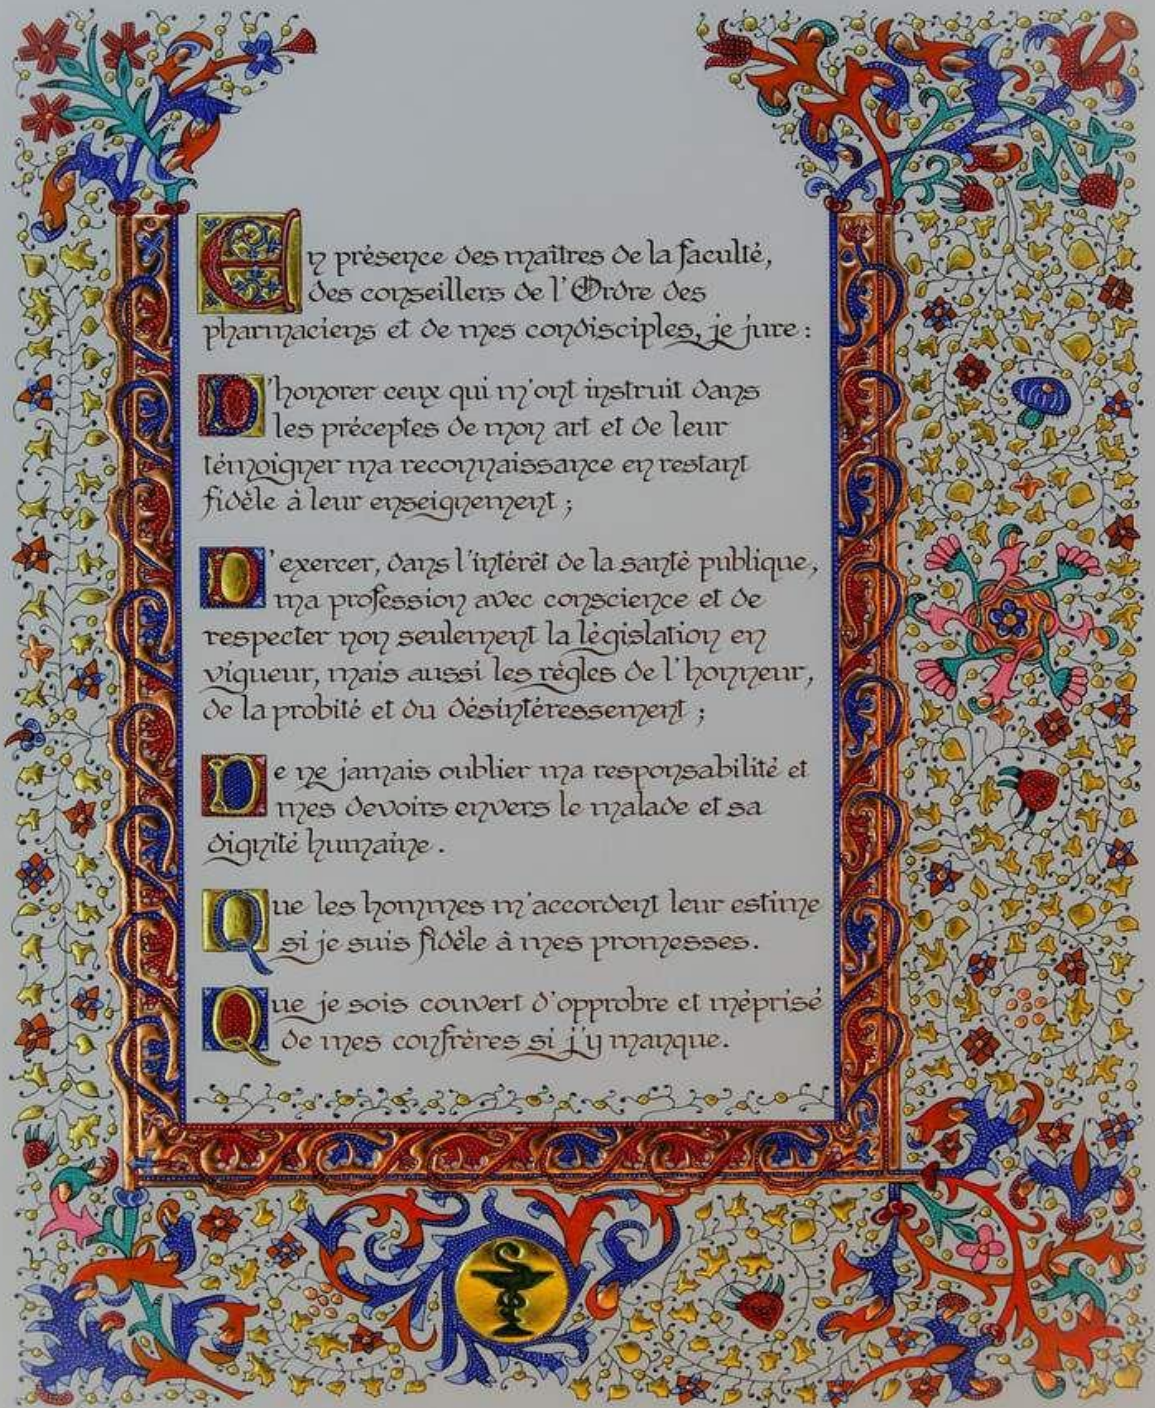 En présence des maîtres de la faculté,
des conseillers de l'Ordre des
pharmaciens et de mes condisciples, je jure :
D'honorer ceux qui m'ont instruit dans
les préceptes de mon art et de leur
témoigner ma reconnaissance en restant
fidèle à leur enseignement ;
D'exercer, dans l'intérêt de la santé publique,
ma profession avec conscience et de
respecter non seulement la législation en
vigueur, mais aussi les règles de l'honneur,
de la probité et du désintéressement ;
De ne jamais oublier ma responsabilité et
mes devoirs envers le malade et sa
dignité humaine.
Que les hommes m'accordent leur estime
si je suis fidèle à mes promesses.
Que je sois couvert d'opprobre et méprisé
de mes confrères si j'y manque.